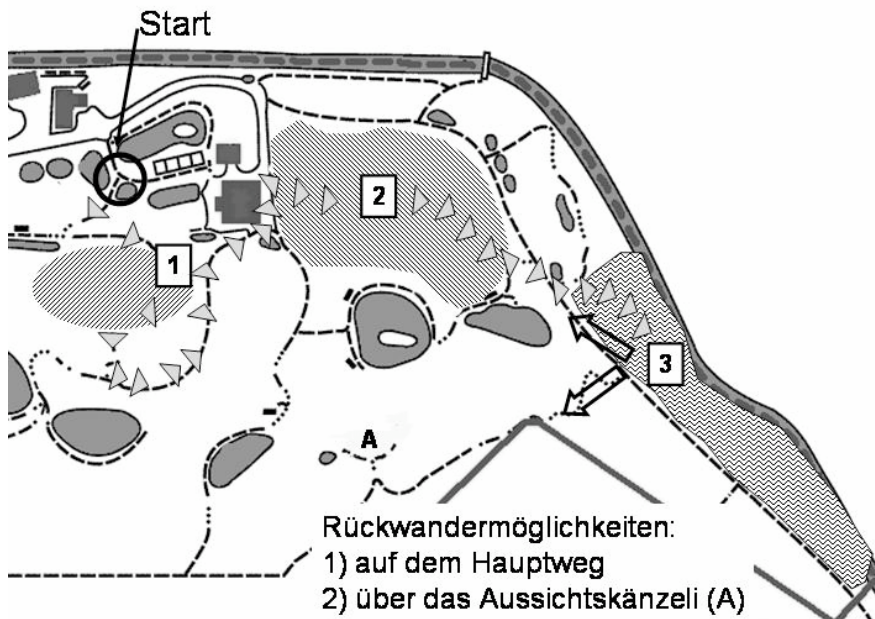 Start
2
1
3
A
Rückwandermöglichkeiten:
1) auf dem Hauptweg
2) über das Aussichtskänzeli (A)